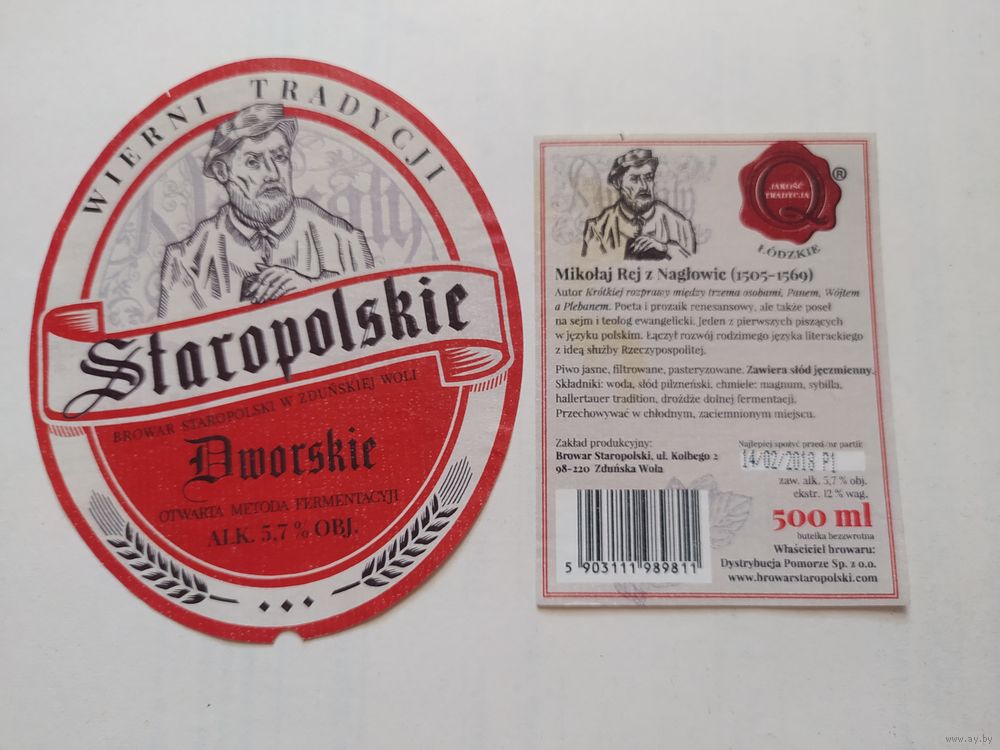 WIERNI TRADYCJI
Staropolskie
BROWAR STAROPOLSKI W ZDUŃSKIEJ WOLI
Dworskie
OTWARTA METODA FERMENTACYJI
ALK. 5,7 % OBJ.
JAKOŚĆ
TRADYCJA
Q
®
ŁÓDZKIE
Mikołaj Rej z Nagłowic (1505-1569)
Autor Krótkiej rozprawy między trzema osobami, Panem, Wójtem
a Plebanem. Poeta i prozaik renesansowy, ale także poseł
na sejm i teolog ewangelicki. Jeden z pierwszych piszących
w języku polskim. Łączył rozwój rodzimego języka literackiego
z ideą służby Rzeczypospolitej.
Piwo jasne, filtrowane, pasteryzowane. Zawiera słód jęczmienny.
Składniki: woda, słód pilzneński, chmiele: magnum, sybilla,
hallertauer tradition, drożdże dolnej fermentacji.
Przechowywać w chłodnym, zaciemnionym miejscu.
Zakład produkcyjny:
Browar Staropolski, ul. Kolbego 2
98-220 Zduńska Wola
Najlepiej spożyć przed/nr partii:
14/02/2018 P1
zaw. alk. 5,7 % obj.
ekstr. 12 % wag.
500 ml
butelka bezzwrotna
Właściciel browaru:
Dystrybucja Pomorze Sp. z o.o.
www.browarstaropolski.com
5 903111 989811
www.ay.by